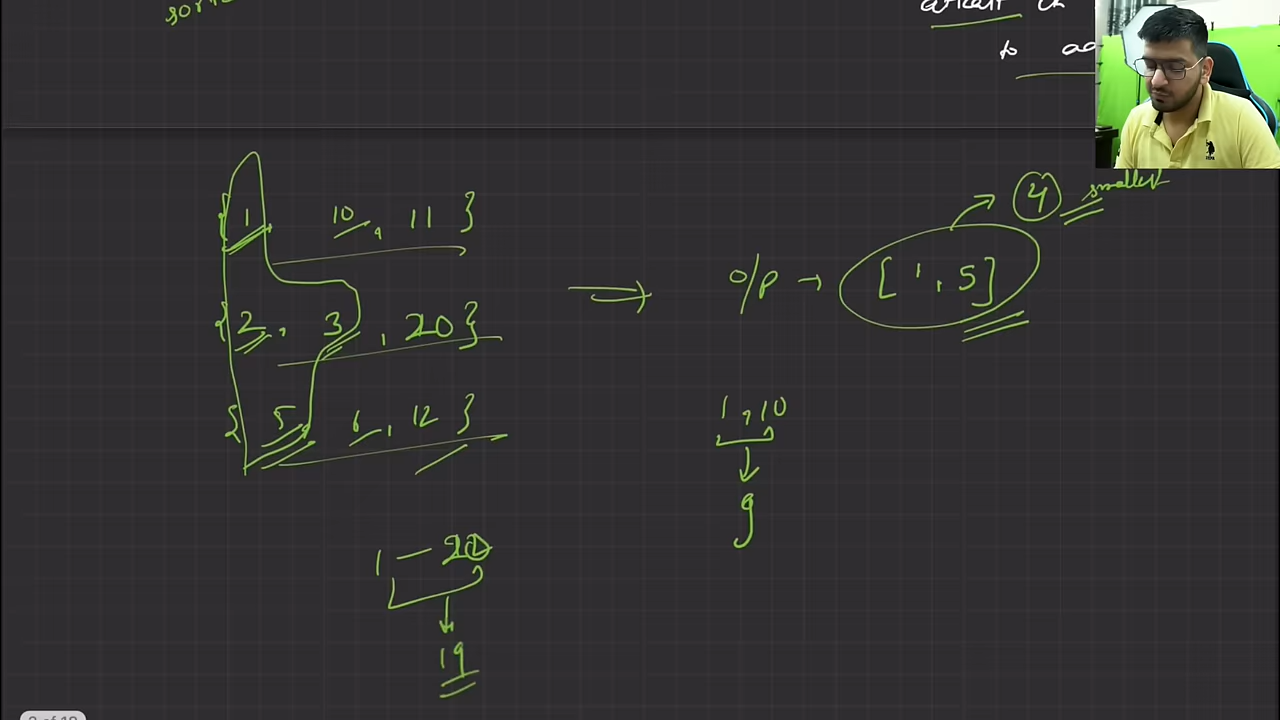 to
{ 1 10, 11 }
4 smallest
o/p → [ 1, 5 ]
{ 2, 3, 20 }
{ 5 6, 12 }
1, 10
9
1 — 20
19